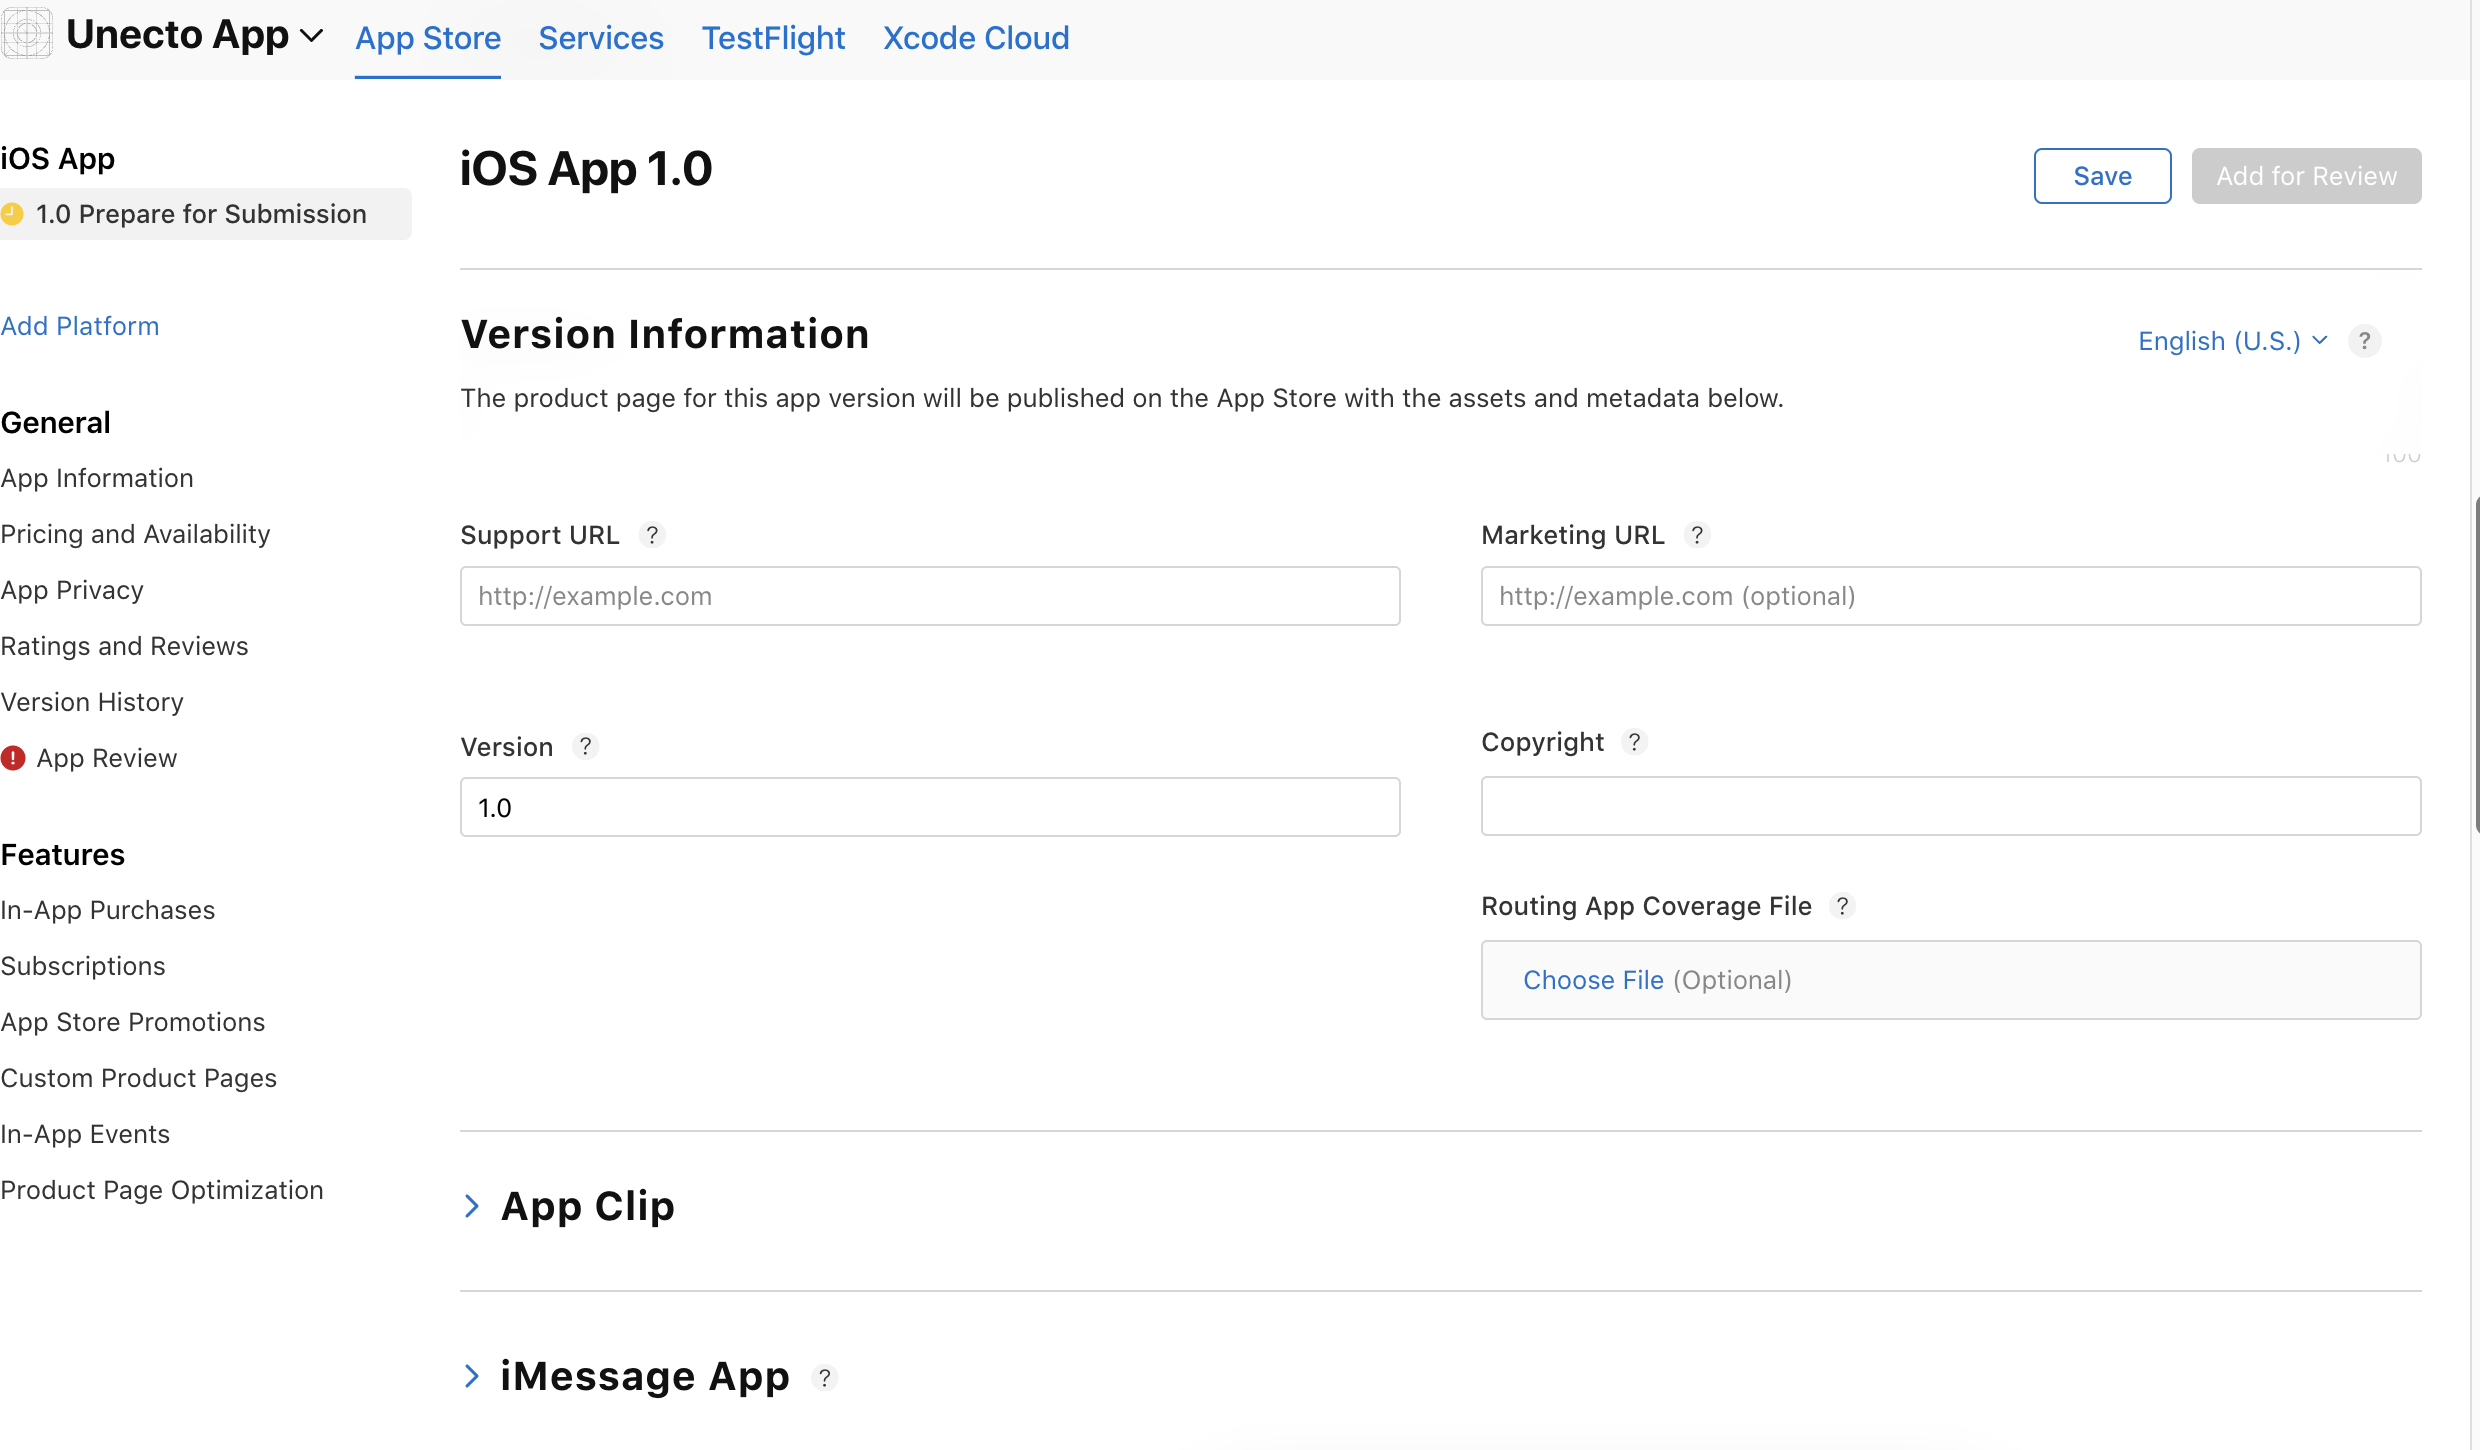 Unecto App
App Store
Services
TestFlight
Xcode Cloud
iOS App
1.0 Prepare for Submission
Add Platform
General
App Information
Pricing and Availability
App Privacy
Ratings and Reviews
Version History
! App Review
Features
In-App Purchases
Subscriptions
App Store Promotions
Custom Product Pages
In-App Events
Product Page Optimization
iOS App 1.0
Save
Add for Review
Version Information
English (U.S.) ?
The product page for this app version will be published on the App Store with the assets and metadata below.
Support URL ?
http://example.com
Marketing URL ?
http://example.com (optional)
Version ?
1.0
Copyright ?
Routing App Coverage File ?
Choose File (Optional)
App Clip
iMessage App ?